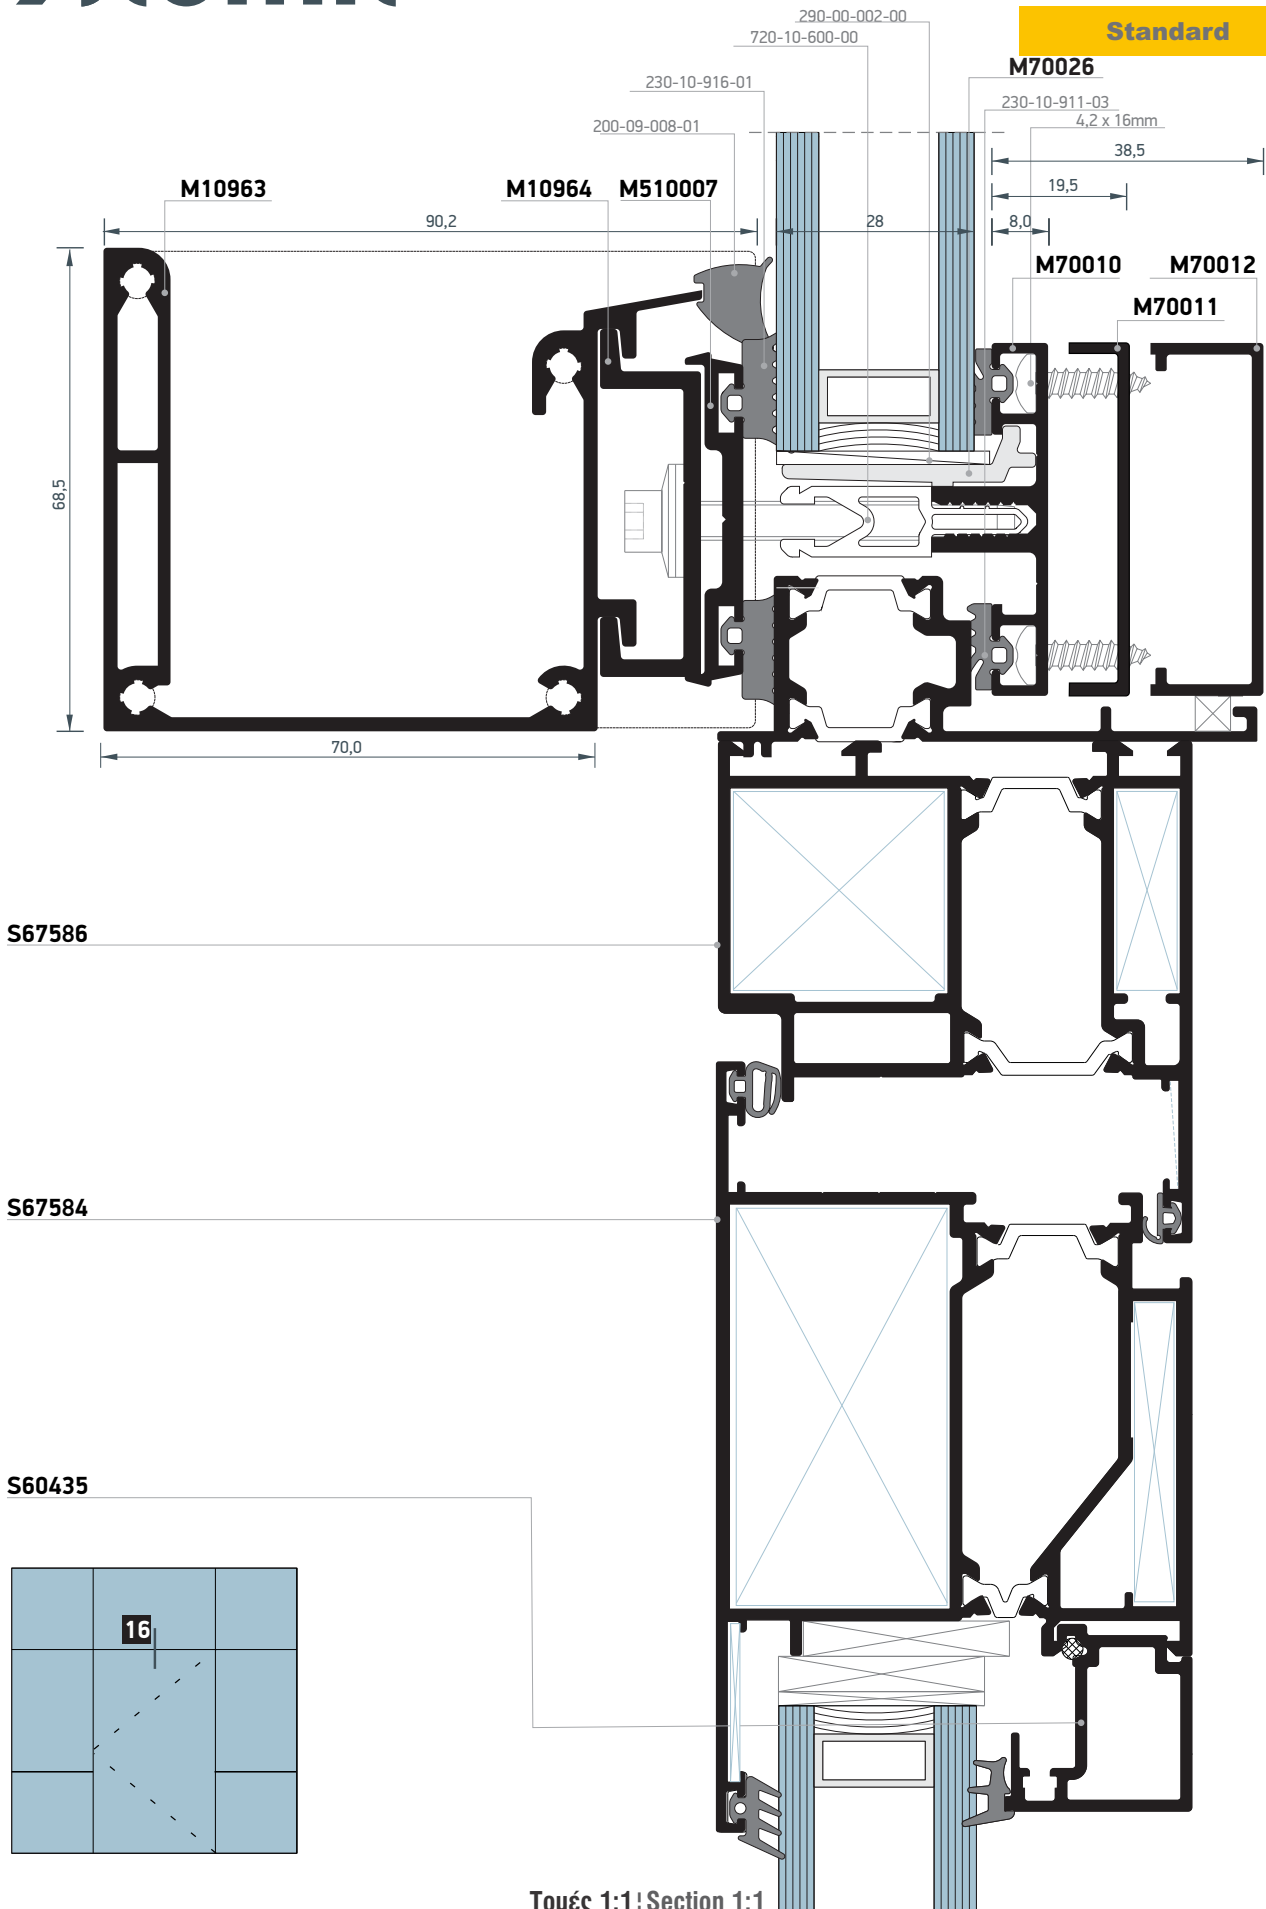 290-00-002-00
Standard
720-10-600-00
M70026
230-10-916-01
230-10-911-03
200-09-008-01
4,2 x 16mm
38,5
M10963
M10964
M510007
19,5
90,2
28
8,0
M70010
M70012
M70011
68,5
70,0
S67586
S67584
S60435
16
Τομές 1:1 ¦ Section 1:1